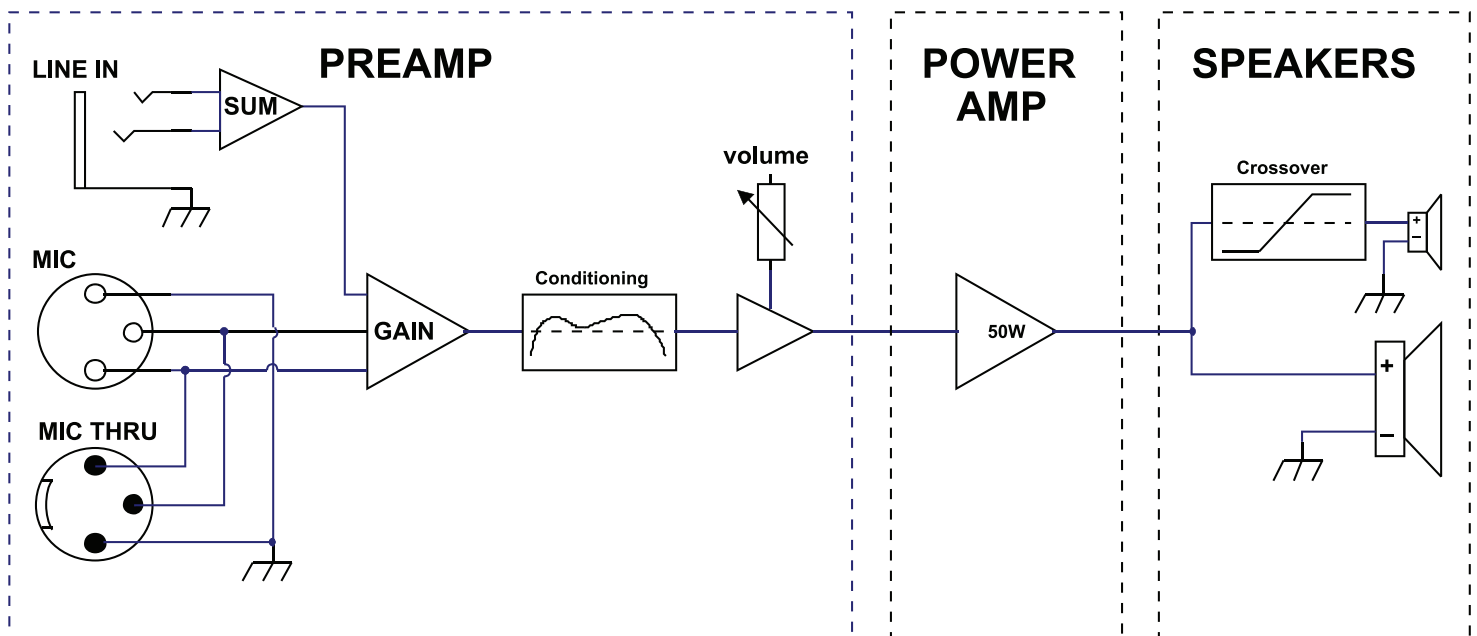 PREAMP
POWER
AMP
SPEAKERS
LINE IN
SUM
volume
Crossover
+
−
MIC
Conditioning
GAIN
50W
+
−
MIC THRU